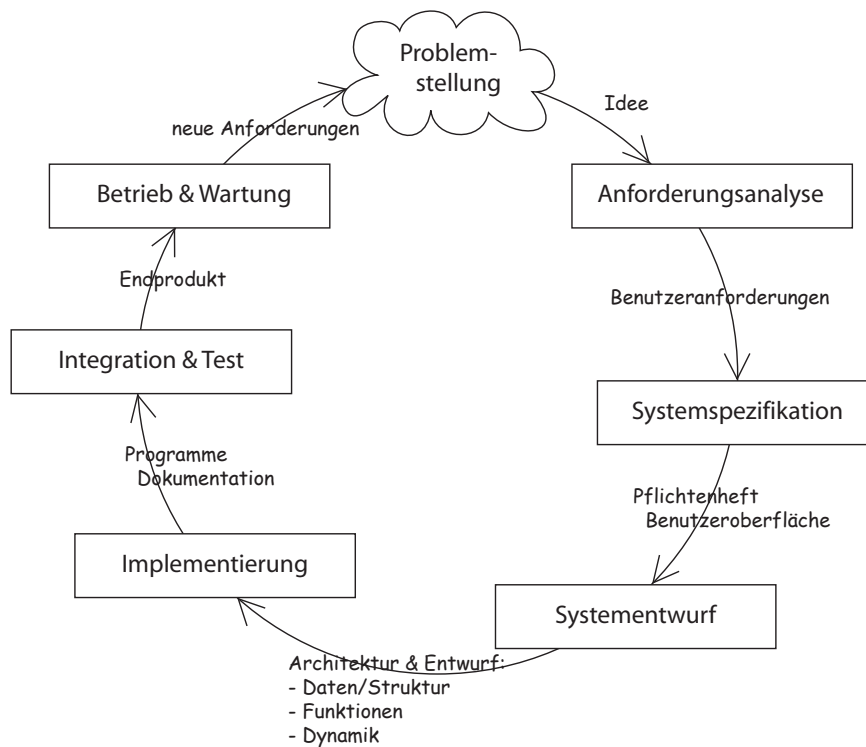 Problem-
stellung
Idee
neue Anforderungen
Betrieb & Wartung
Anforderungsanalyse
Endprodukt
Benutzeranforderungen
Integration & Test
Systemspezifikation
Programme
Dokumentation
Pflichtenheft
Benutzeroberfläche
Implementierung
Systementwurf
Architektur & Entwurf:
- Daten/Struktur
- Funktionen
- Dynamik